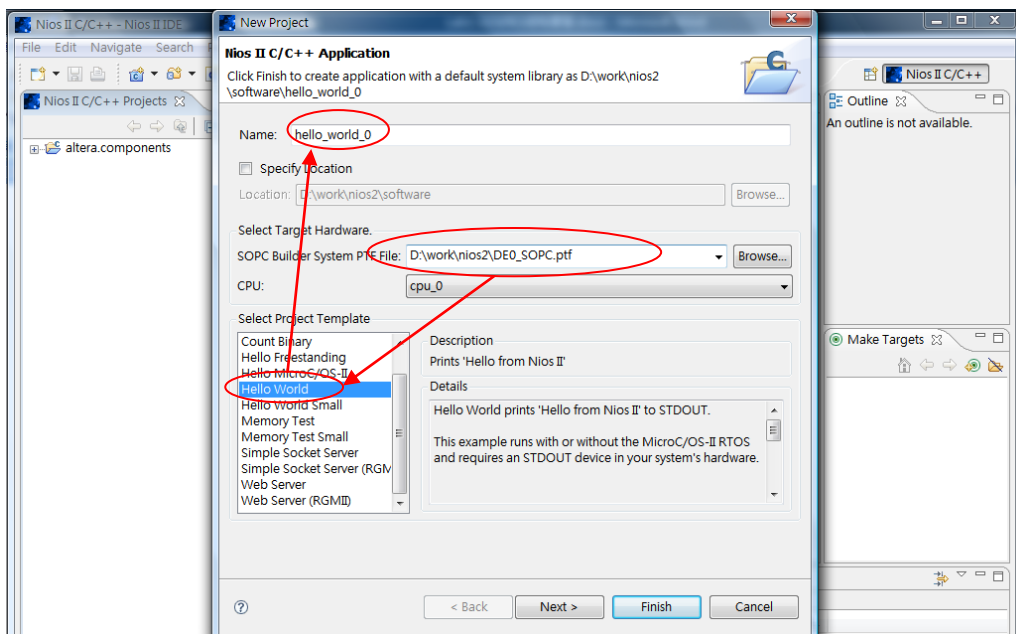 Nios II C/C++ - Nios II IDE
New Project
File Edit Navigate Search
Nios II C/C++ Application
Click Finish to create application with a default system library as D:\work\nios2
\software\hello_world_0
Nios II C/C++
Nios II C/C++ Projects
Outline
An outline is not available.
altera.components
Name: hello_world_0
Specify Location
Location: D:\work\nios2\software Browse...
Select Target Hardware.
SOPC Builder System PTF File: D:\work\nios2\DE0_SOPC.ptf Browse...
CPU: cpu_0
Select Project Template
Count Binary
Hello Freestanding
Hello MicroC/OS-II
Hello World
Hello World Small
Memory Test
Memory Test Small
Simple Socket Server
Simple Socket Server (RGM
Web Server
Web Server (RGMII)
Description
Prints 'Hello from Nios II'
Details
Hello World prints 'Hello from Nios II' to STDOUT.
This example runs with or without the MicroC/OS-II RTOS
and requires an STDOUT device in your system's hardware.
Make Targets
< Back Next > Finish Cancel